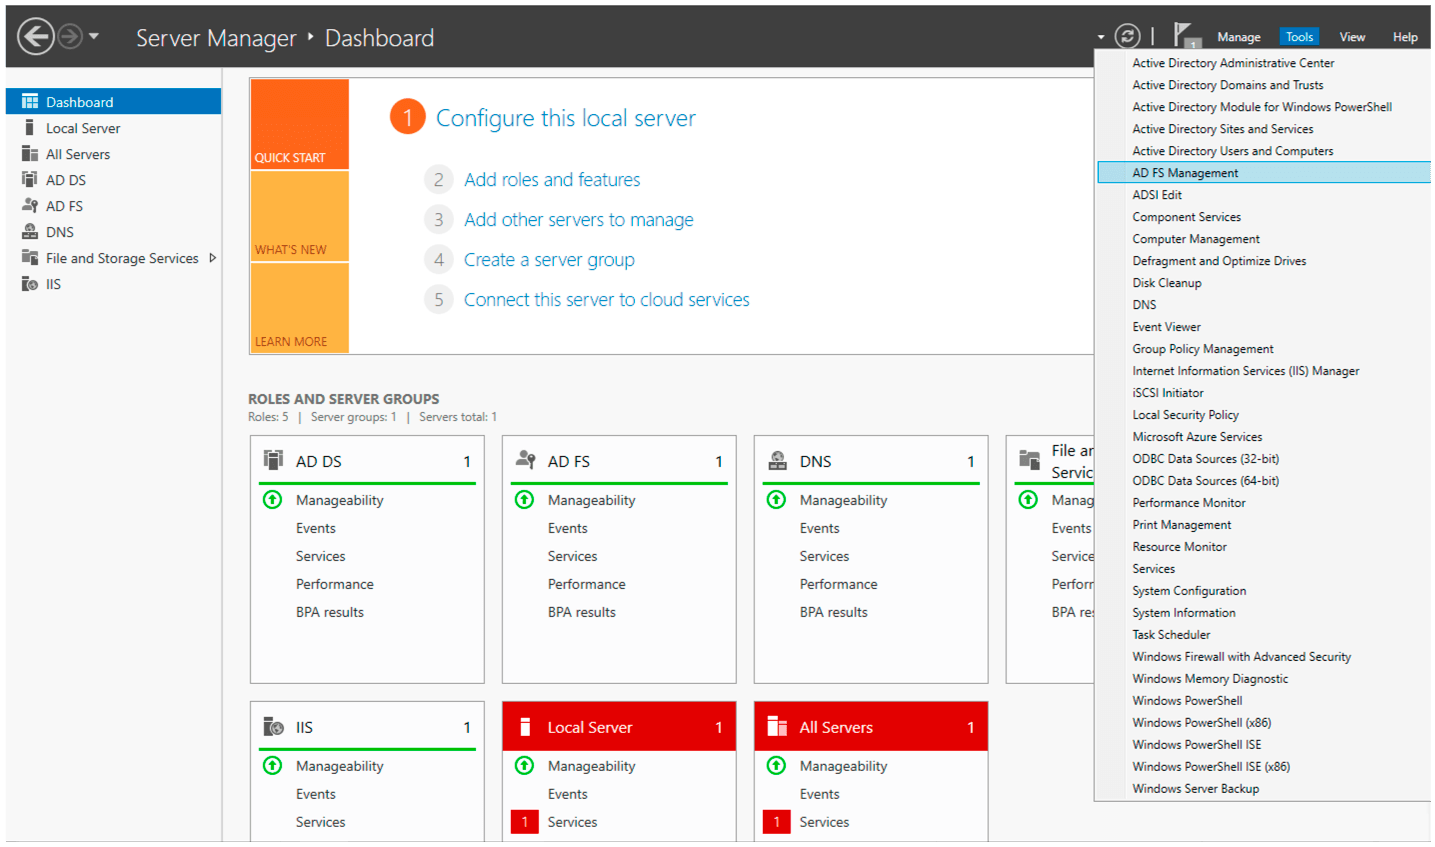 Server Manager ‣ Dashboard
1
Manage
Tools
View
Help
Dashboard
Local Server
All Servers
AD DS
AD FS
DNS
File and Storage Services
IIS
QUICK START
WHAT'S NEW
LEARN MORE
1 Configure this local server
2 Add roles and features
3 Add other servers to manage
4 Create a server group
5 Connect this server to cloud services
ROLES AND SERVER GROUPS
Roles: 5 | Server groups: 1 | Servers total: 1
AD DS 1
Manageability
Events
Services
Performance
BPA results
AD FS 1
Manageability
Events
Services
Performance
BPA results
DNS 1
Manageability
Events
Services
Performance
BPA results
File ar
Servic
Manag
Events
Service
Perforr
BPA re
IIS 1
Manageability
Events
Services
Local Server 1
Manageability
Events
1 Services
All Servers 1
Manageability
Events
1 Services
Active Directory Administrative Center
Active Directory Domains and Trusts
Active Directory Module for Windows PowerShell
Active Directory Sites and Services
Active Directory Users and Computers
AD FS Management
ADSI Edit
Component Services
Computer Management
Defragment and Optimize Drives
Disk Cleanup
DNS
Event Viewer
Group Policy Management
Internet Information Services (IIS) Manager
iSCSI Initiator
Local Security Policy
Microsoft Azure Services
ODBC Data Sources (32-bit)
ODBC Data Sources (64-bit)
Performance Monitor
Print Management
Resource Monitor
Services
System Configuration
System Information
Task Scheduler
Windows Firewall with Advanced Security
Windows Memory Diagnostic
Windows PowerShell
Windows PowerShell (x86)
Windows PowerShell ISE
Windows PowerShell ISE (x86)
Windows Server Backup